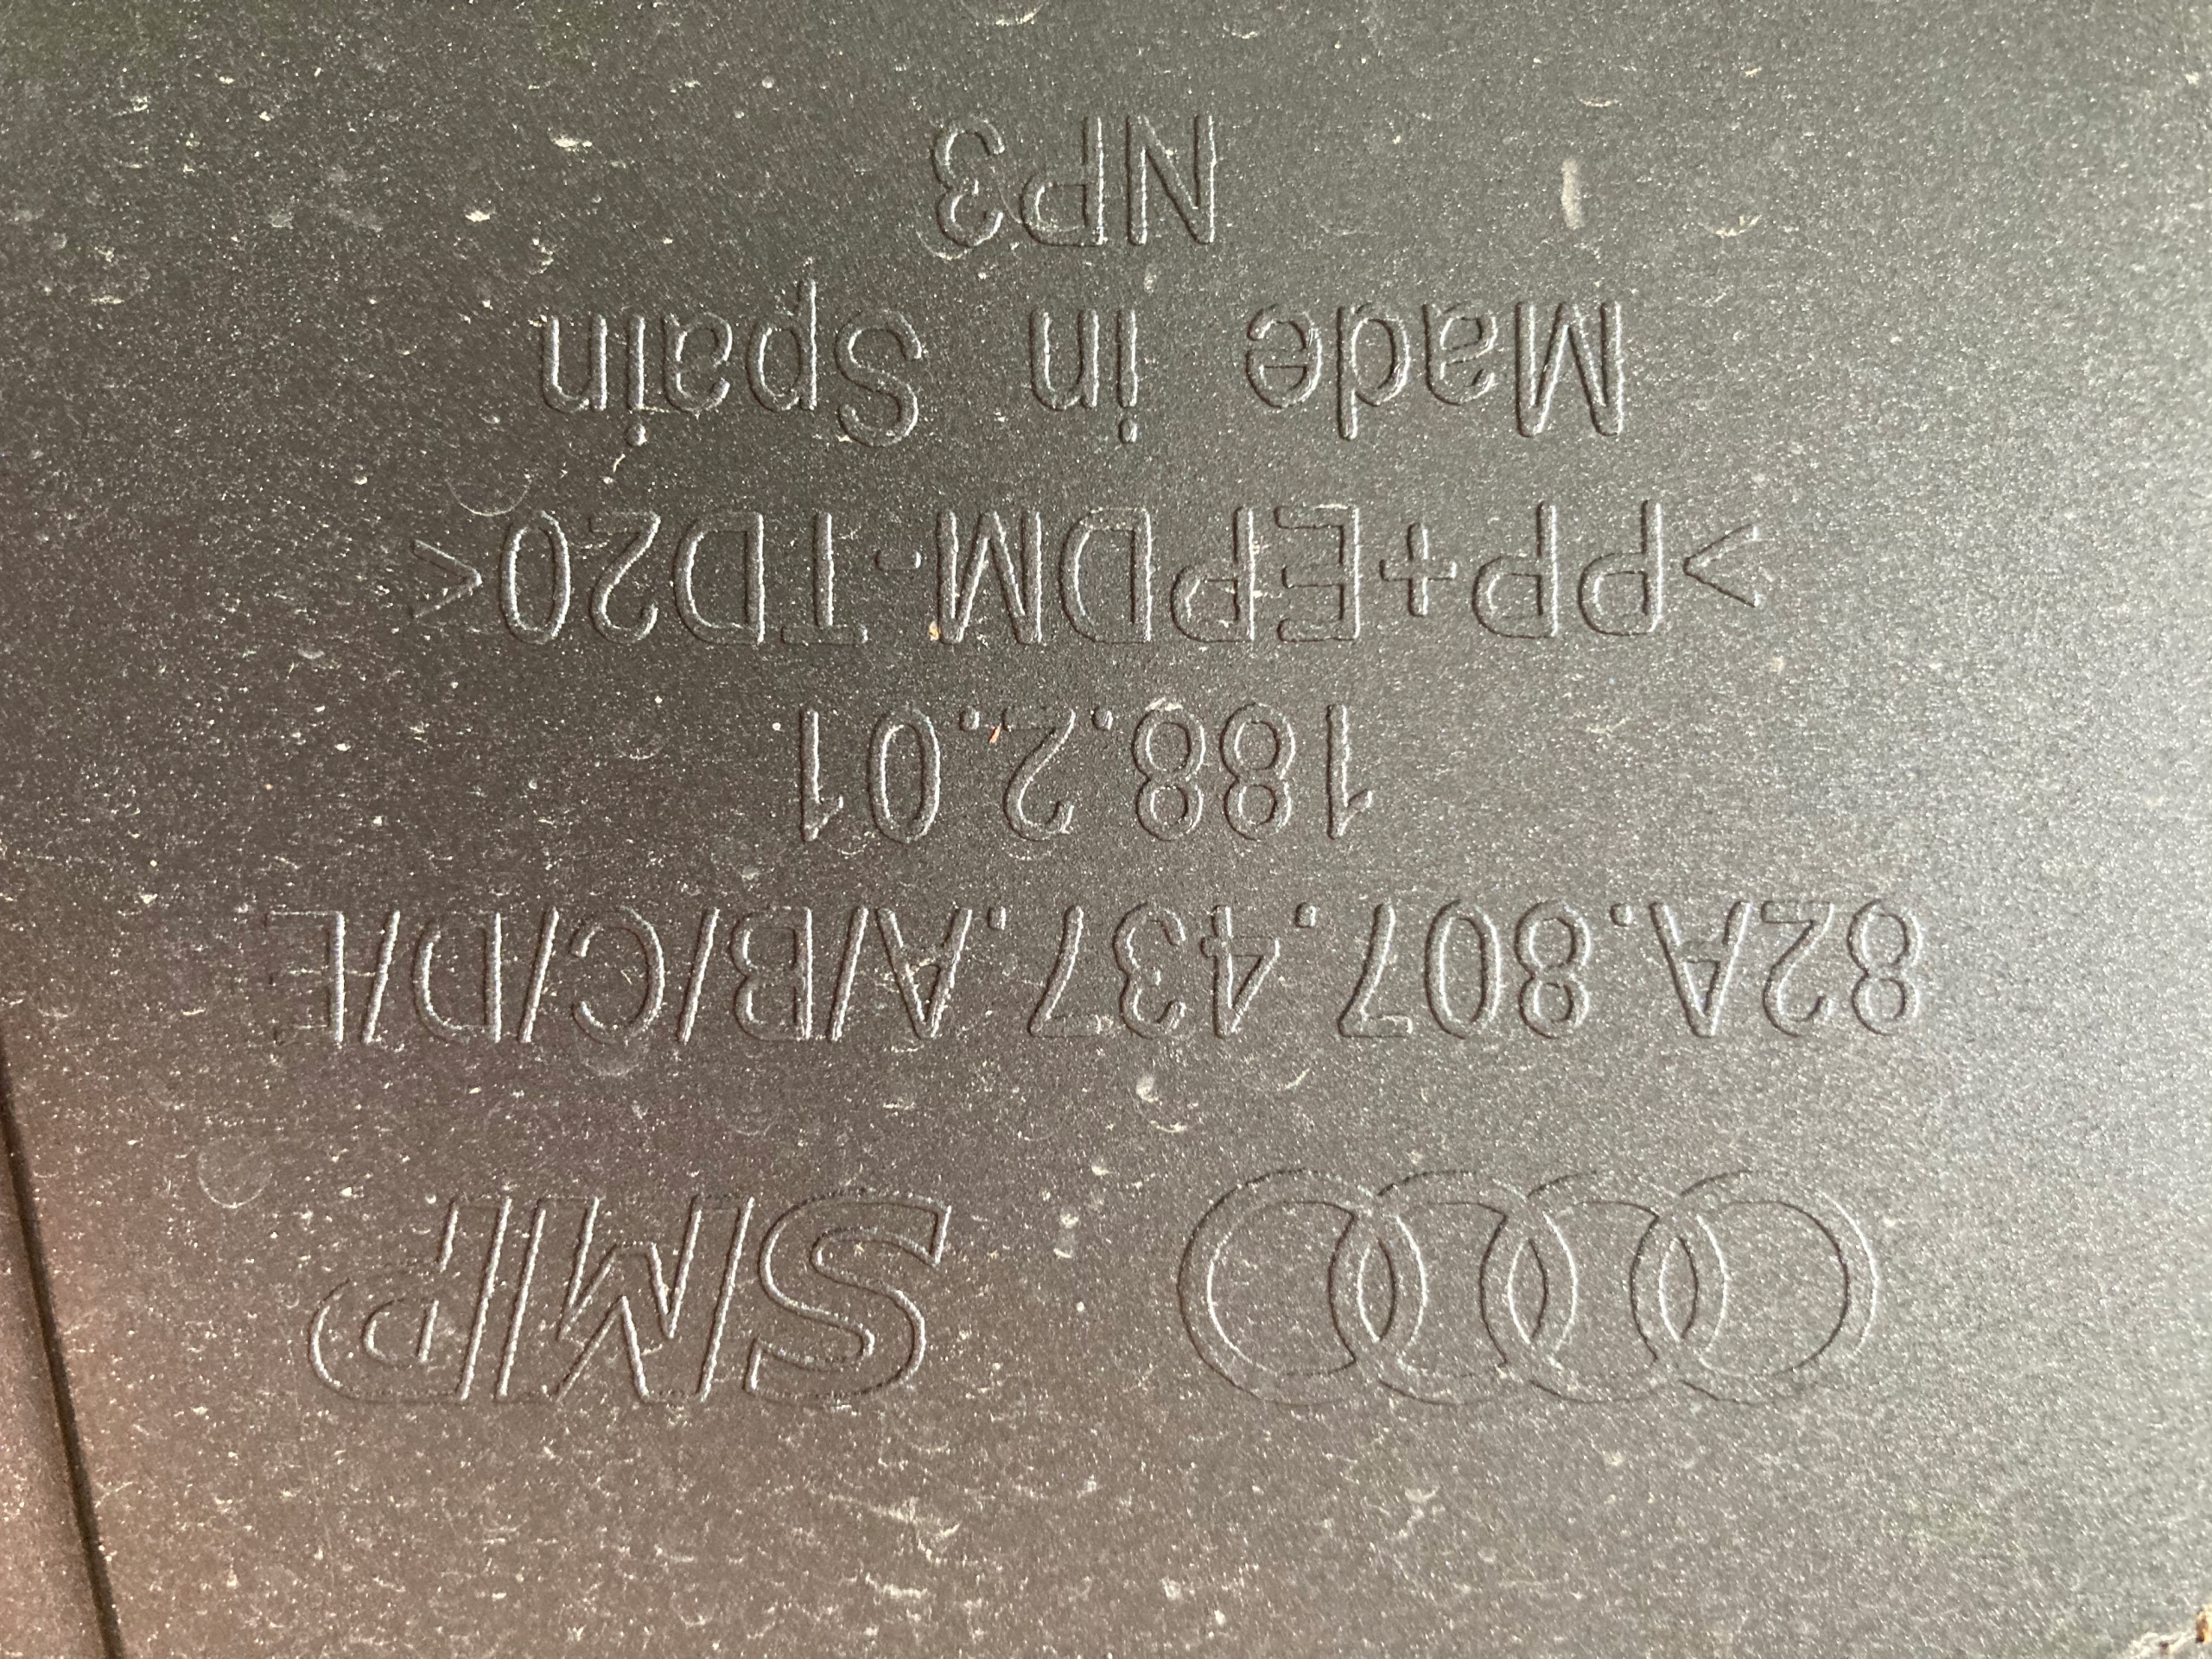 SMP
82A.807.437.A/B/C/D/E
188.2.01
>PP+EPDM-TD20<
Made in Spain
NP3